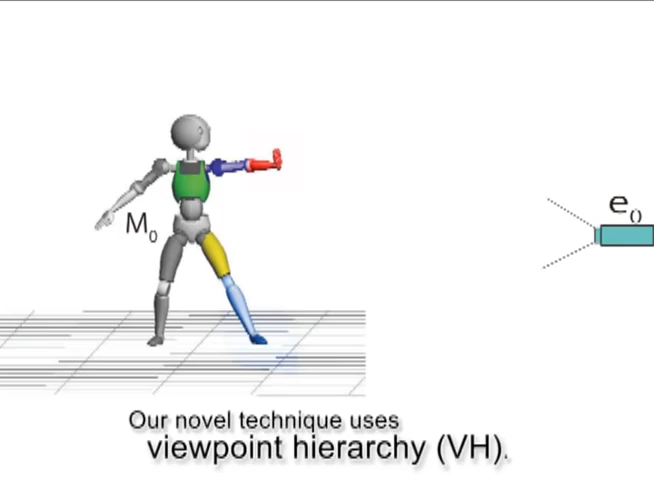 e₀
M₀
Our novel technique uses
viewpoint hierarchy (VH).